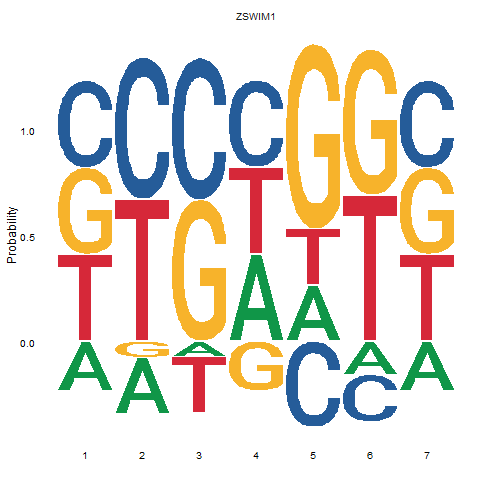 ZSWIM1
Probability
1.0
0.5
0.0
C C C C G G C
G T G T T T G
T G A A A A T
A A T G C C A
1 2 3 4 5 6 7